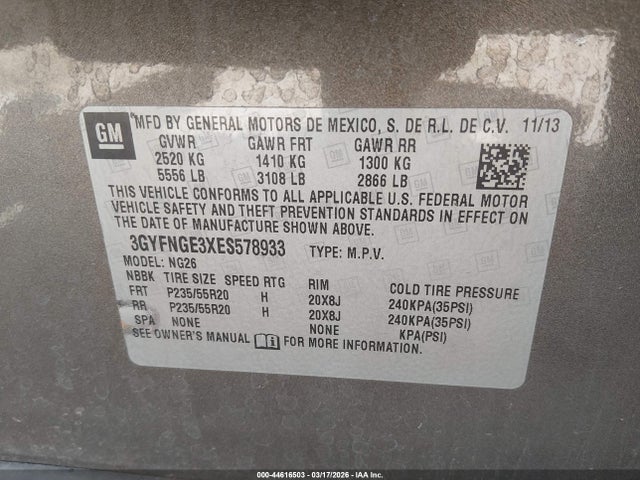 GM
MFD BY GENERAL MOTORS DE MEXICO, S. DE R.L. DE C.V. 11/13
GVWR GAWR FRT GAWR RR
2520 KG 1410 KG 1300 KG
5556 LB 3108 LB 2866 LB
THIS VEHICLE CONFORMS TO ALL APPLICABLE U.S. FEDERAL MOTOR
VEHICLE SAFETY AND THEFT PREVENTION STANDARDS IN EFFECT ON
THE DATE OF MANUFACTURE SHOWN ABOVE.
3GYFNGE3XES578933 TYPE: M.P.V.
MODEL: NG26
NBBK TIRE SIZE SPEED RTG RIM COLD TIRE PRESSURE
FRT P235/55R20 H 20X8J 240KPA(35PSI)
RR P235/55R20 H 20X8J 240KPA(35PSI)
SPA NONE NONE KPA(PSI)
SEE OWNER'S MANUAL FOR MORE INFORMATION.
000-44616503 — 03/17/2026 — IAA Inc.